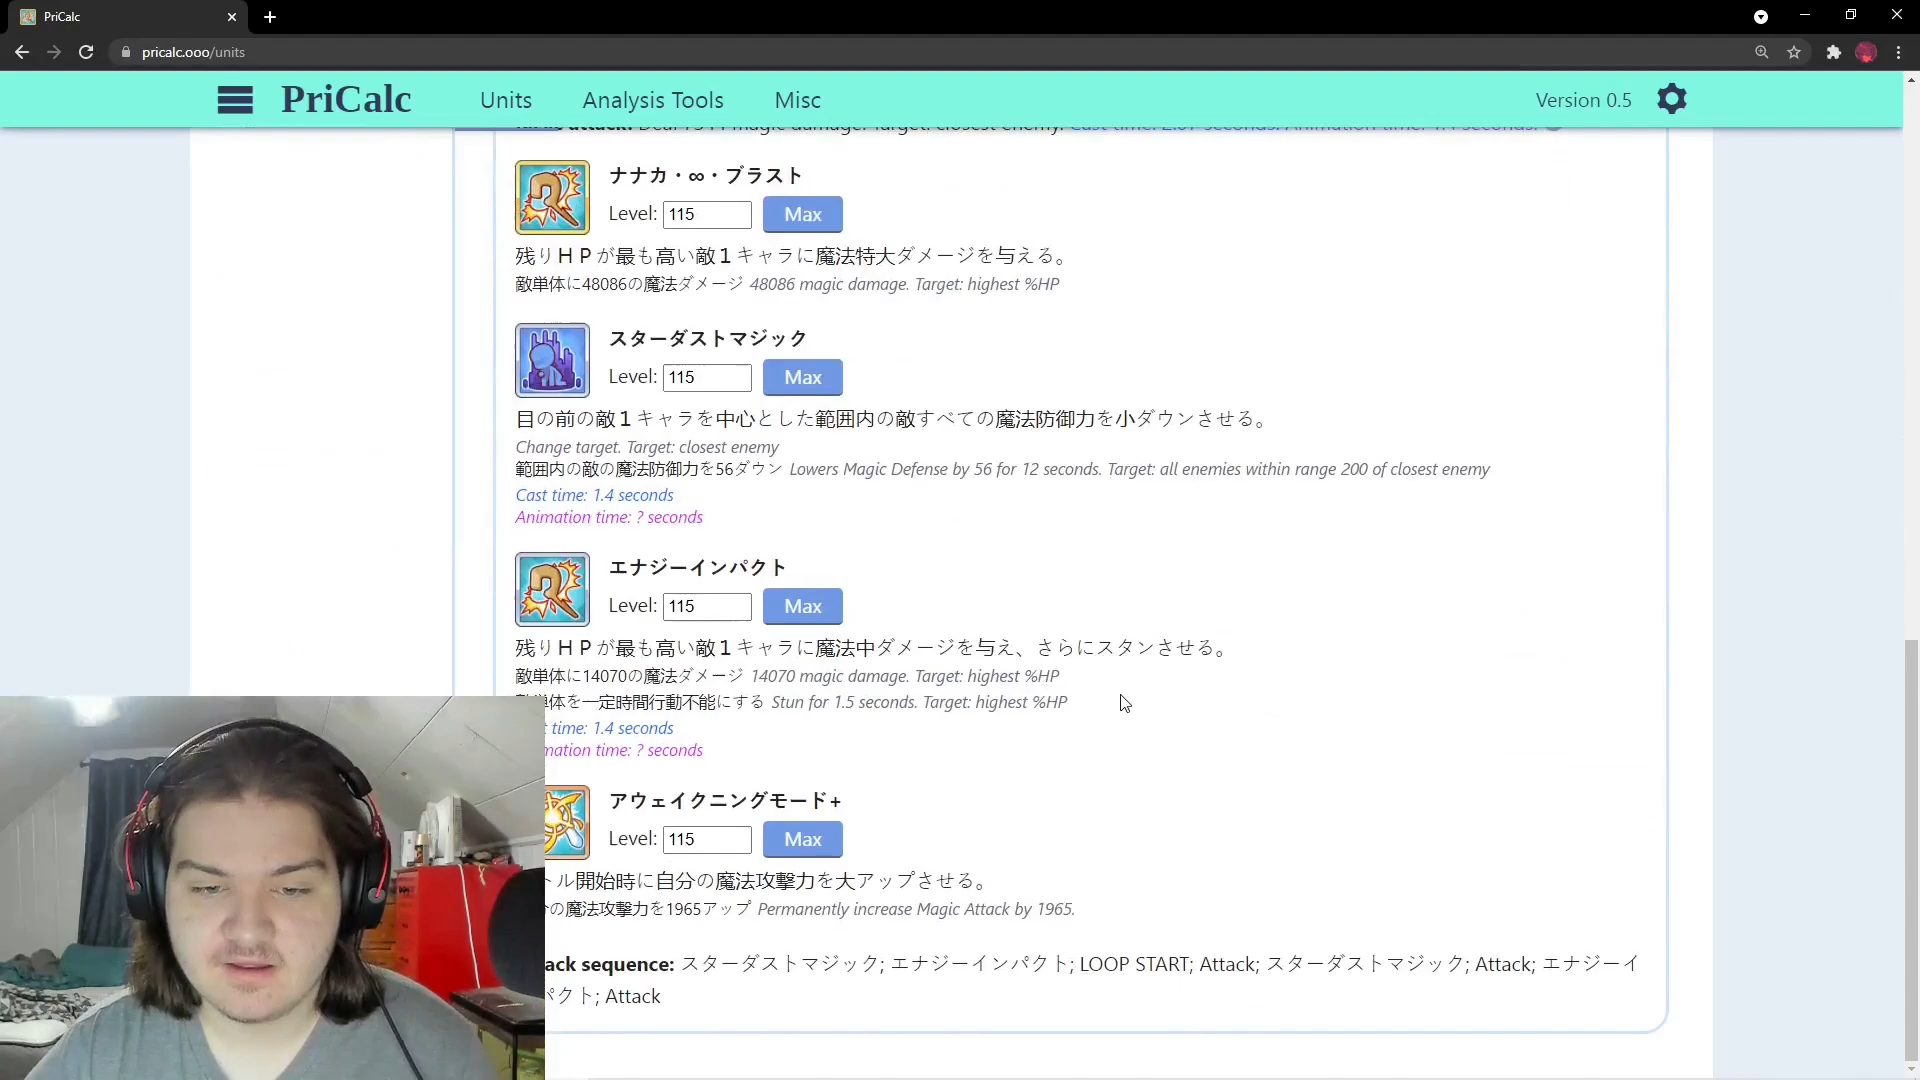 PriCalc
pricalc.ooo/units
PriCalc
Units
Analysis Tools
Misc
Version 0.5
magic damage. Target: closest enemy. Cast time: 2.07 seconds. Animation time: 1.4 seconds.
ナナカ・∞・ブラスト
Level: 115 Max
残りＨＰが最も高い敵１キャラに魔法特大ダメージを与える。
敵単体に48086の魔法ダメージ 48086 magic damage. Target: highest %HP
スターダストマジック
Level: 115 Max
目の前の敵１キャラを中心とした範囲内の敵すべての魔法防御力を小ダウンさせる。
Change target. Target: closest enemy
範囲内の敵の魔法防御力を56ダウン Lowers Magic Defense by 56 for 12 seconds. Target: all enemies within range 200 of closest enemy
Cast time: 1.4 seconds
Animation time: ? seconds
エナジーインパクト
Level: 115 Max
残りＨＰが最も高い敵１キャラに魔法中ダメージを与え、さらにスタンさせる。
敵単体に14070の魔法ダメージ 14070 magic damage. Target: highest %HP
単体を一定時間行動不能にする Stun for 1.5 seconds. Target: highest %HP
time: 1.4 seconds
mation time: ? seconds
アウェイクニングモード+
Level: 115 Max
トル開始時に自分の魔法攻撃力を大アップさせる。
の魔法攻撃力を1965アップ Permanently increase Magic Attack by 1965.
ack sequence: スターダストマジック; エナジーインパクト; LOOP START; Attack; スターダストマジック; Attack; エナジーイ
パクト; Attack